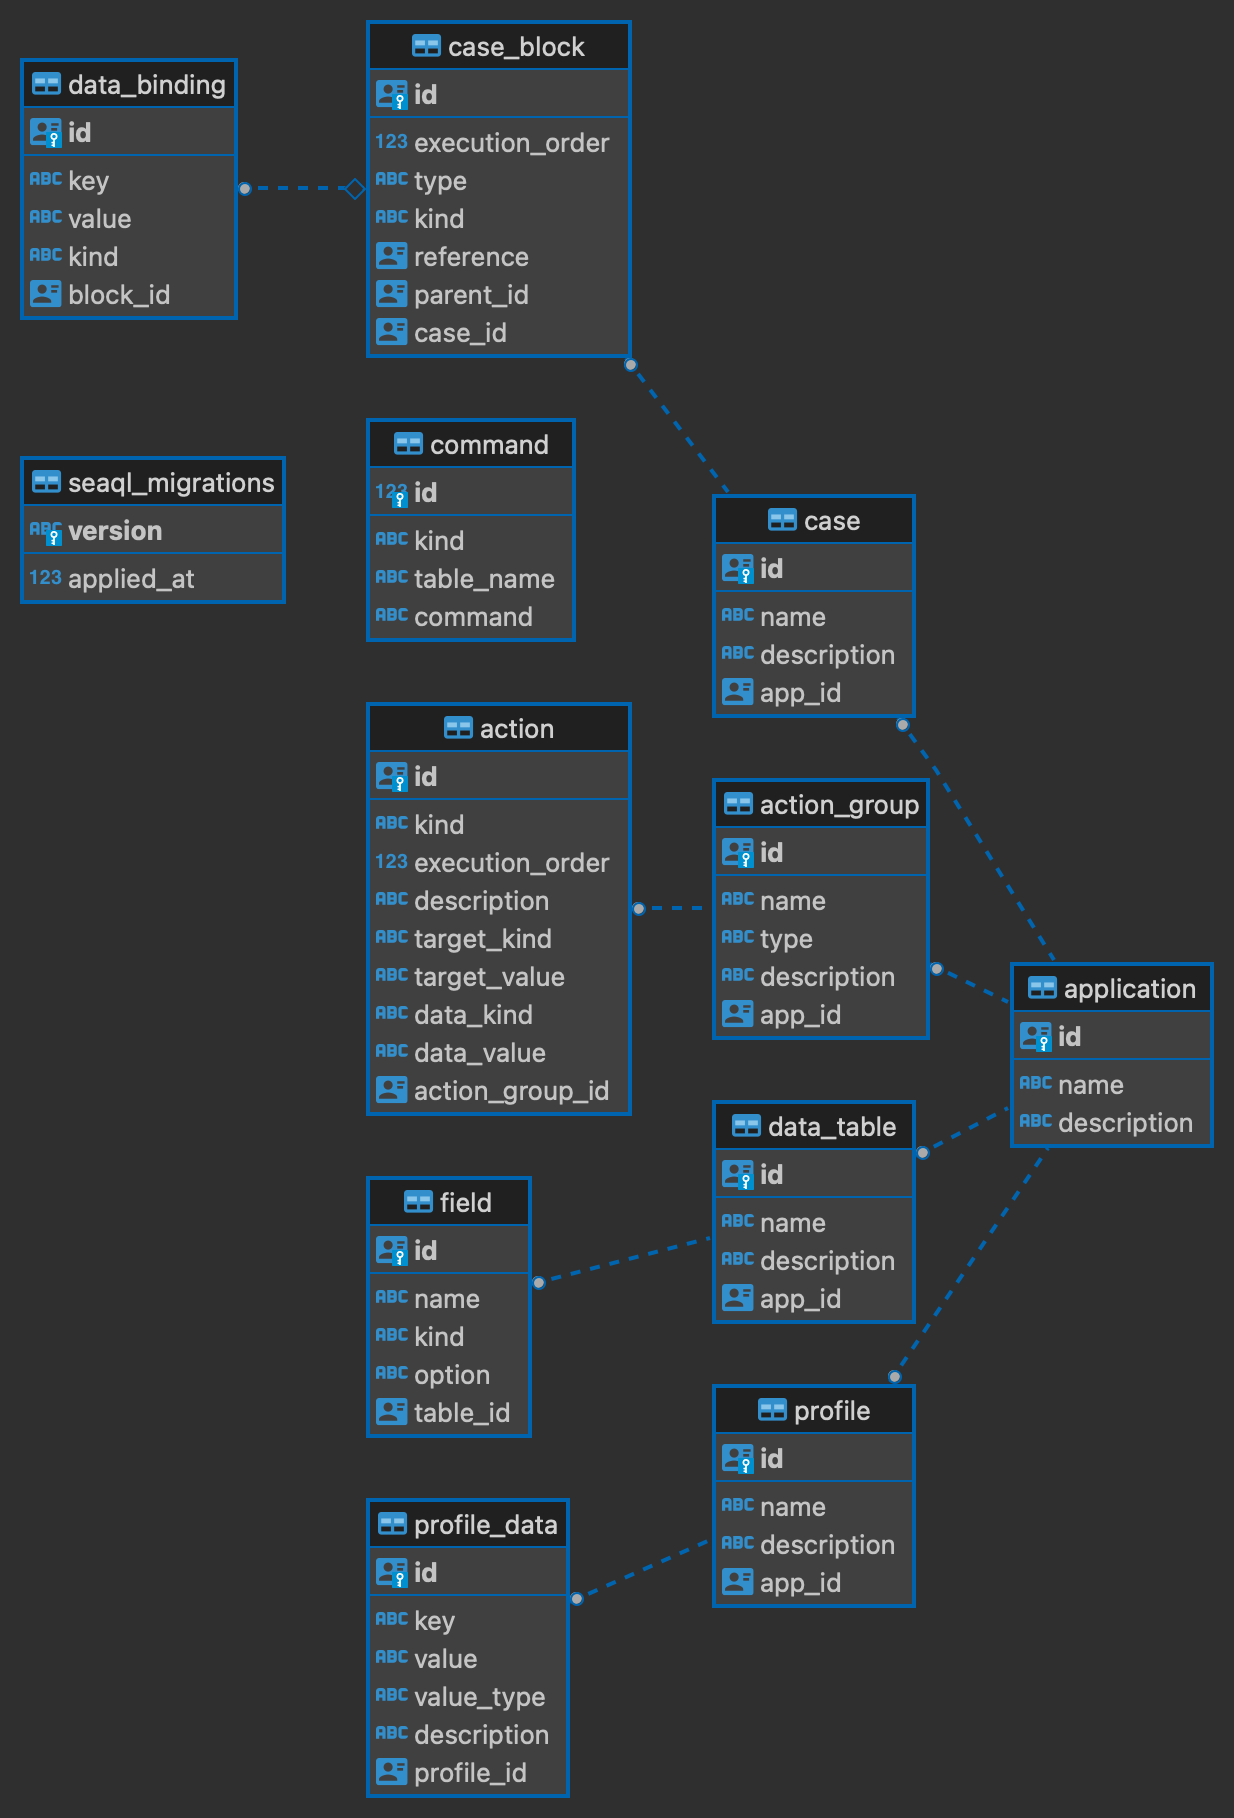 data_binding
id
ABC key
ABC value
ABC kind
block_id
case_block
id
123 execution_order
ABC type
ABC kind
reference
parent_id
case_id
seaql_migrations
ABC version
123 applied_at
command
123 id
ABC kind
ABC table_name
ABC command
case
id
ABC name
ABC description
app_id
action
id
ABC kind
123 execution_order
ABC description
ABC target_kind
ABC target_value
ABC data_kind
ABC data_value
action_group_id
action_group
id
ABC name
ABC type
ABC description
app_id
application
id
ABC name
ABC description
data_table
id
ABC name
ABC description
app_id
field
id
ABC name
ABC kind
ABC option
table_id
profile
id
ABC name
ABC description
app_id
profile_data
id
ABC key
ABC value
ABC value_type
ABC description
profile_id